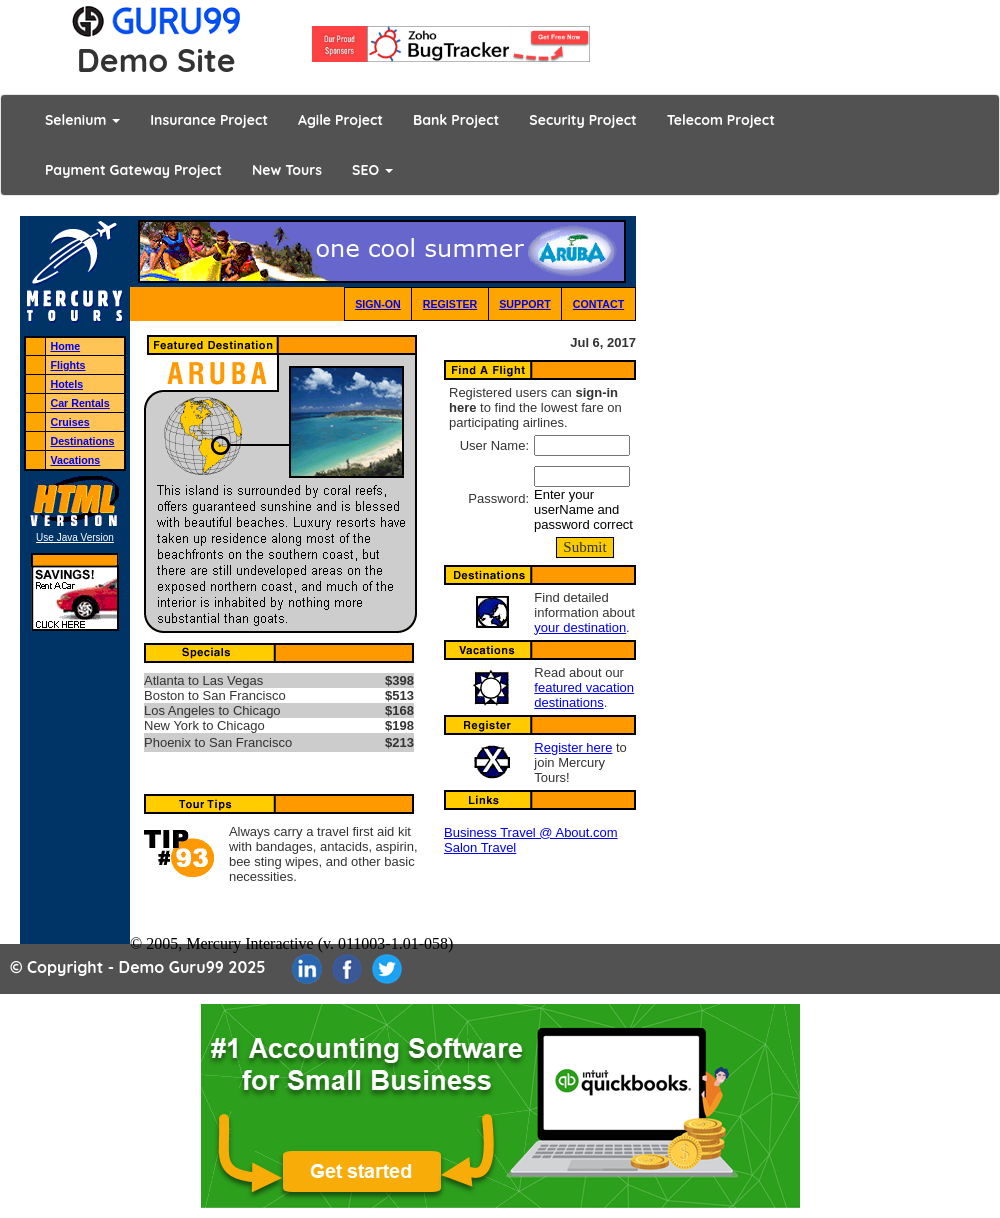 GURU99
Demo Site
Our Proud Sponsors
Zoho
BugTracker
Get Free Now
Selenium
Insurance Project
Agile Project
Bank Project
Security Project
Telecom Project
Payment Gateway Project
New Tours
SEO
MERCURY
TOURS
one cool summer
ARUBA
SIGN-ON
REGISTER
SUPPORT
CONTACT
Home
Flights
Hotels
Car Rentals
Cruises
Destinations
Vacations
HTML
VERSION
Use Java Version
SAVINGS!
Rent A Car
CLICK HERE
Featured Destination
ARUBA
This island is surrounded by coral reefs,
offers guaranteed sunshine and is blessed
with beautiful beaches. Luxury resorts have
taken up residence along most of the
beachfronts on the southern coast, but
there are still undeveloped areas on the
exposed northern coast, and much of the
interior is inhabited by nothing more
substantial than goats.
Specials
Atlanta to Las Vegas $398
Boston to San Francisco $513
Los Angeles to Chicago $168
New York to Chicago $198
Phoenix to San Francisco $213
Tour Tips
TIP
#93
Always carry a travel first aid kit
with bandages, antacids, aspirin,
bee sting wipes, and other basic
necessities.
Jul 6, 2017
Find A Flight
Registered users can sign-in
here to find the lowest fare on
participating airlines.
User Name:
Password:
Enter your
userName and
password correct
Submit
Destinations
Find detailed
information about
your destination.
Vacations
Read about our
featured vacation
destinations.
Register
Register here to
join Mercury
Tours!
Links
Business Travel @ About.com
Salon Travel
© 2005, Mercury Interactive (v. 011003-1.01-058)
© Copyright - Demo Guru99 2025
#1 Accounting Software
for Small Business
Get started
intuit
quickbooks.